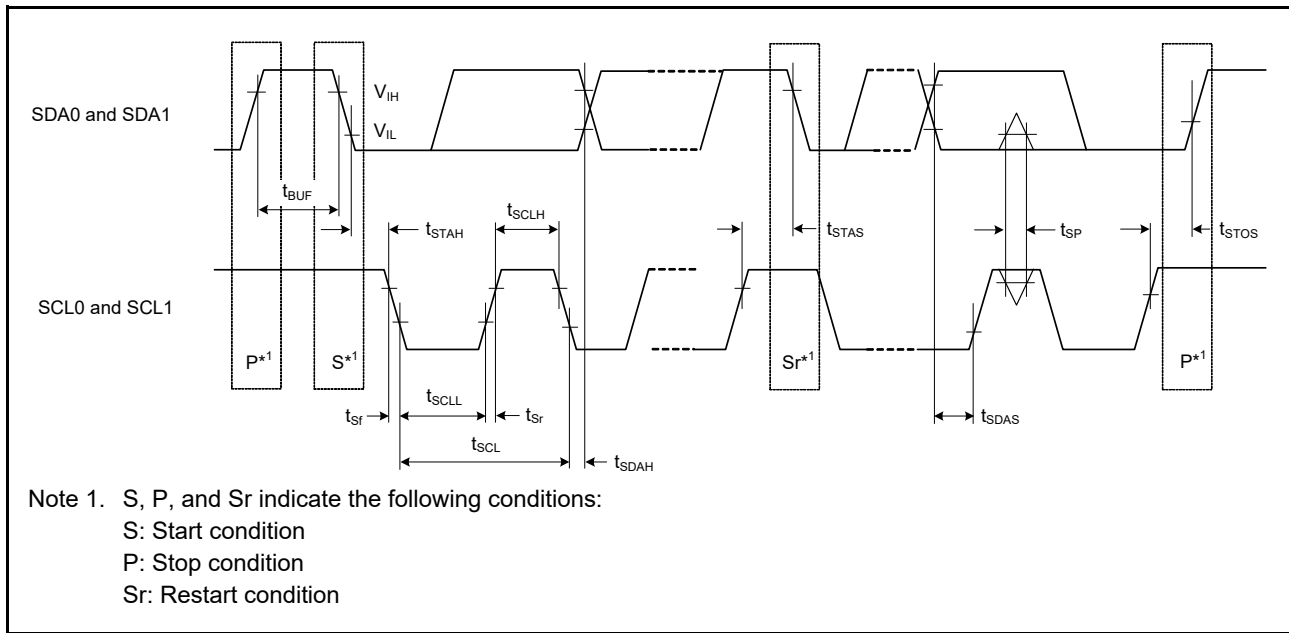 SDA0 and SDA1
V_IH
V_IL
t_BUF
t_STAH
t_SCLH
t_STAS
t_SP
t_STOS
SCL0 and SCL1
P*1
S*1
Sr*1
P*1
t_Sf
t_SCLL
t_Sr
t_SCL
t_SDAH
t_SDAS
Note 1. S, P, and Sr indicate the following conditions:
S: Start condition
P: Stop condition
Sr: Restart condition